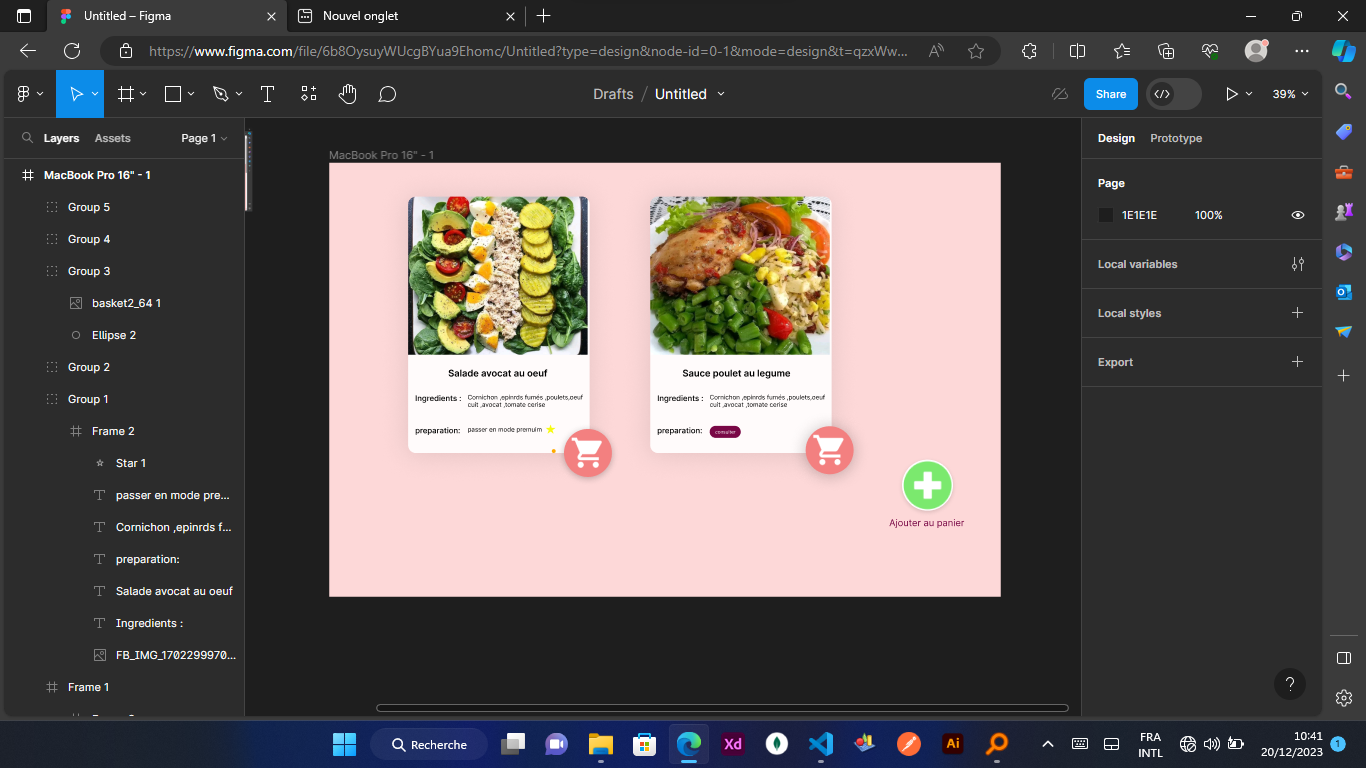 Untitled – Figma
Nouvel onglet
https://www.figma.com/file/6b8OysuyWUcgBYua9Ehomc/Untitled?type=design&node-id=0-1&mode=design&t=qzxWw...
Drafts / Untitled
Share
39%
Layers
Assets
Page 1
MacBook Pro 16" - 1
Group 5
Group 4
Group 3
basket2_64 1
Ellipse 2
Group 2
Group 1
Frame 2
Star 1
passer en mode pre...
Cornichon ,epinrds f...
preparation:
Salade avocat au oeuf
Ingredients :
FB_IMG_1702299970...
Frame 1
MacBook Pro 16" - 1
Salade avocat au oeuf
Ingredients :
Cornichon ,epinrds fumés ,poulets,oeuf
cuit ,avocat ,tomate cerise
preparation:
passer en mode premuim
Sauce poulet au legume
Ingredients :
Cornichon ,epinrds fumés ,poulets,oeuf
cuit ,avocat ,tomate cerise
preparation:
consulter
Ajouter au panier
Design
Prototype
Page
1E1E1E
100%
Local variables
Local styles
Export
?
Recherche
Xd
Ai
FRA
INTL
10:41
20/12/2023
1